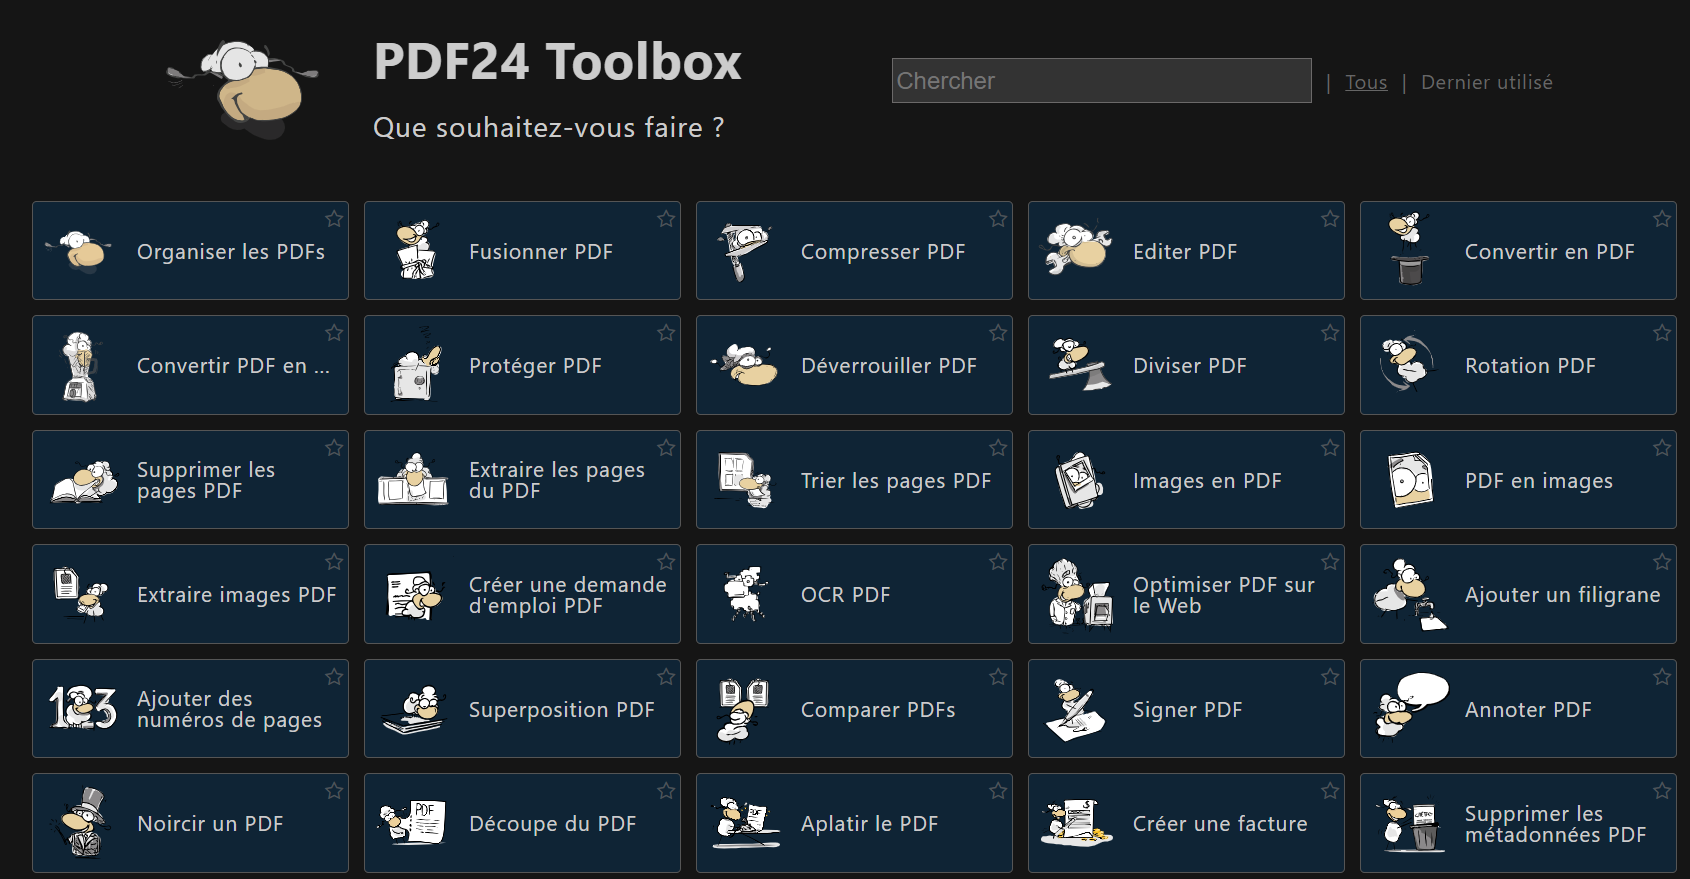 PDF24 Toolbox
Chercher | Tous | Dernier utilisé
Que souhaitez-vous faire ?
Organiser les PDFs
Fusionner PDF
Compresser PDF
Editer PDF
Convertir en PDF
Convertir PDF en ...
Protéger PDF
Déverrouiller PDF
Diviser PDF
Rotation PDF
Supprimer les
pages PDF
Extraire les pages
du PDF
Trier les pages PDF
Images en PDF
PDF en images
Extraire images PDF
Créer une demande
d'emploi PDF
OCR PDF
Optimiser PDF sur
le Web
Ajouter un filigrane
123
Ajouter des
numéros de pages
Superposition PDF
Comparer PDFs
Signer PDF
Annoter PDF
Noircir un PDF
PDF
Découpe du PDF
Aplatir le PDF
$
Créer une facture
Supprimer les
métadonnées PDF